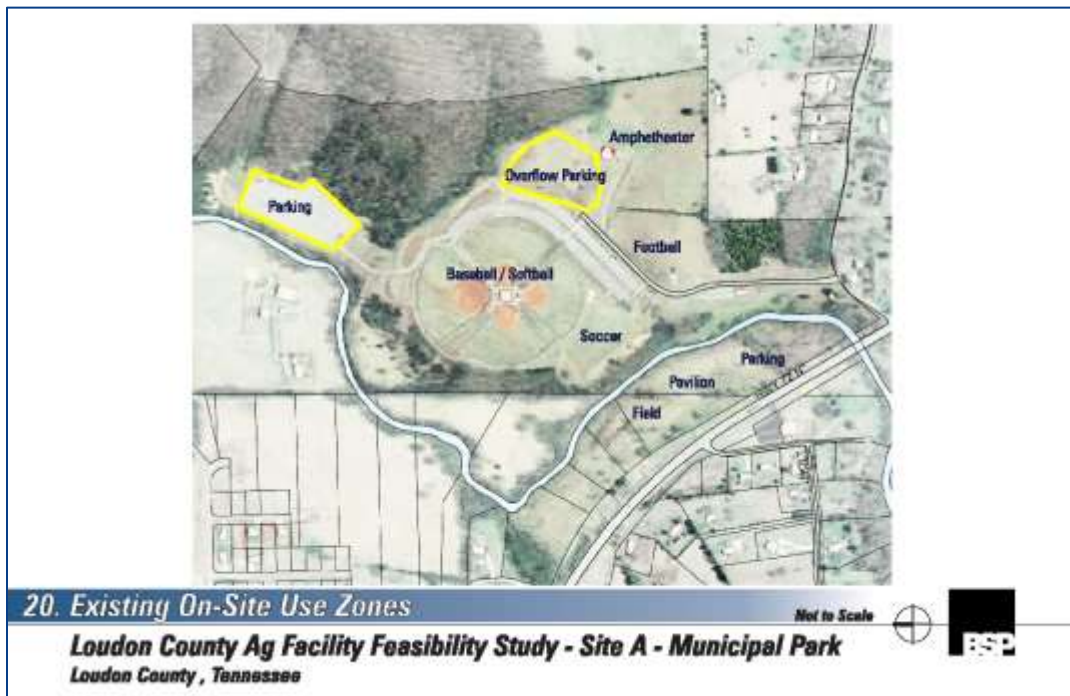 Amphetheater
Overflow Parking
Parking
Football
Baseball / Softball
Soccer
Parking
Pavilion
Field
20. Existing On-Site Use Zones
Not to Scale
Loudon County Ag Facility Feasibility Study - Site A - Municipal Park
Loudon County , Tennessee
BSP